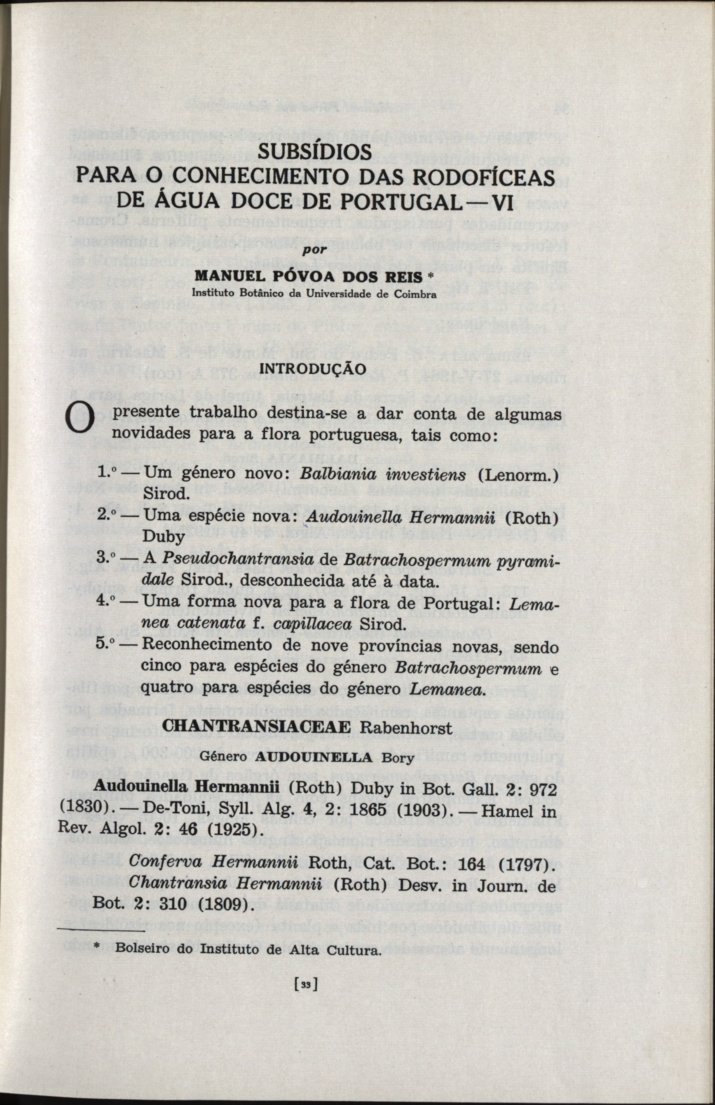 SUBSÍDIOS
PARA O CONHECIMENTO DAS RODOFÍCEAS
DE ÁGUA DOCE DE PORTUGAL—VI
por
MANUEL PÓVOA DOS REIS *
Instituto Botânico da Universidade de Coimbra
INTRODUÇÃO
O presente trabalho destina-se a dar conta de algumas
novidades para a flora portuguesa, tais como:
1.º — Um género novo: Balbiania investiens (Lenorm.)
Sirod.
2.º — Uma espécie nova: Audouinella Hermannii (Roth)
Duby
3.º — A Pseudochantransia de Batrachospermum pyrami-
dale Sirod., desconhecida até à data.
4.º — Uma forma nova para a flora de Portugal: Lema-
nea catenata f. capillacea Sirod.
5.º — Reconhecimento de nove províncias novas, sendo
cinco para espécies do género Batrachospermum e
quatro para espécies do género Lemanea.
CHANTRANSIACEAE Rabenhorst
Género AUDOUINELLA Bory
Audouinella Hermannii (Roth) Duby in Bot. Gall. 2: 972
(1830). — De-Toni, Syll. Alg. 4, 2: 1865 (1903). — Hamel in
Rev. Algol. 2: 46 (1925).
Conferva Hermannii Roth, Cat. Bot.: 164 (1797).
Chantransia Hermannii (Roth) Desv. in Journ. de
Bot. 2: 310 (1809).
* Bolseiro do Instituto de Alta Cultura.
[33]